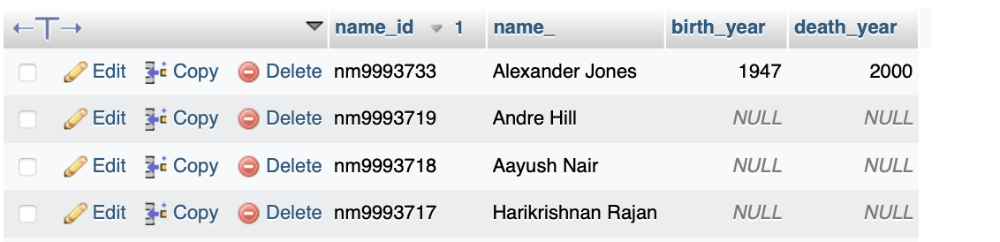 ←T→ name_id 1 name_ birth_year death_year
Edit Copy Delete nm9993733 Alexander Jones 1947 2000
Edit Copy Delete nm9993719 Andre Hill NULL NULL
Edit Copy Delete nm9993718 Aayush Nair NULL NULL
Edit Copy Delete nm9993717 Harikrishnan Rajan NULL NULL